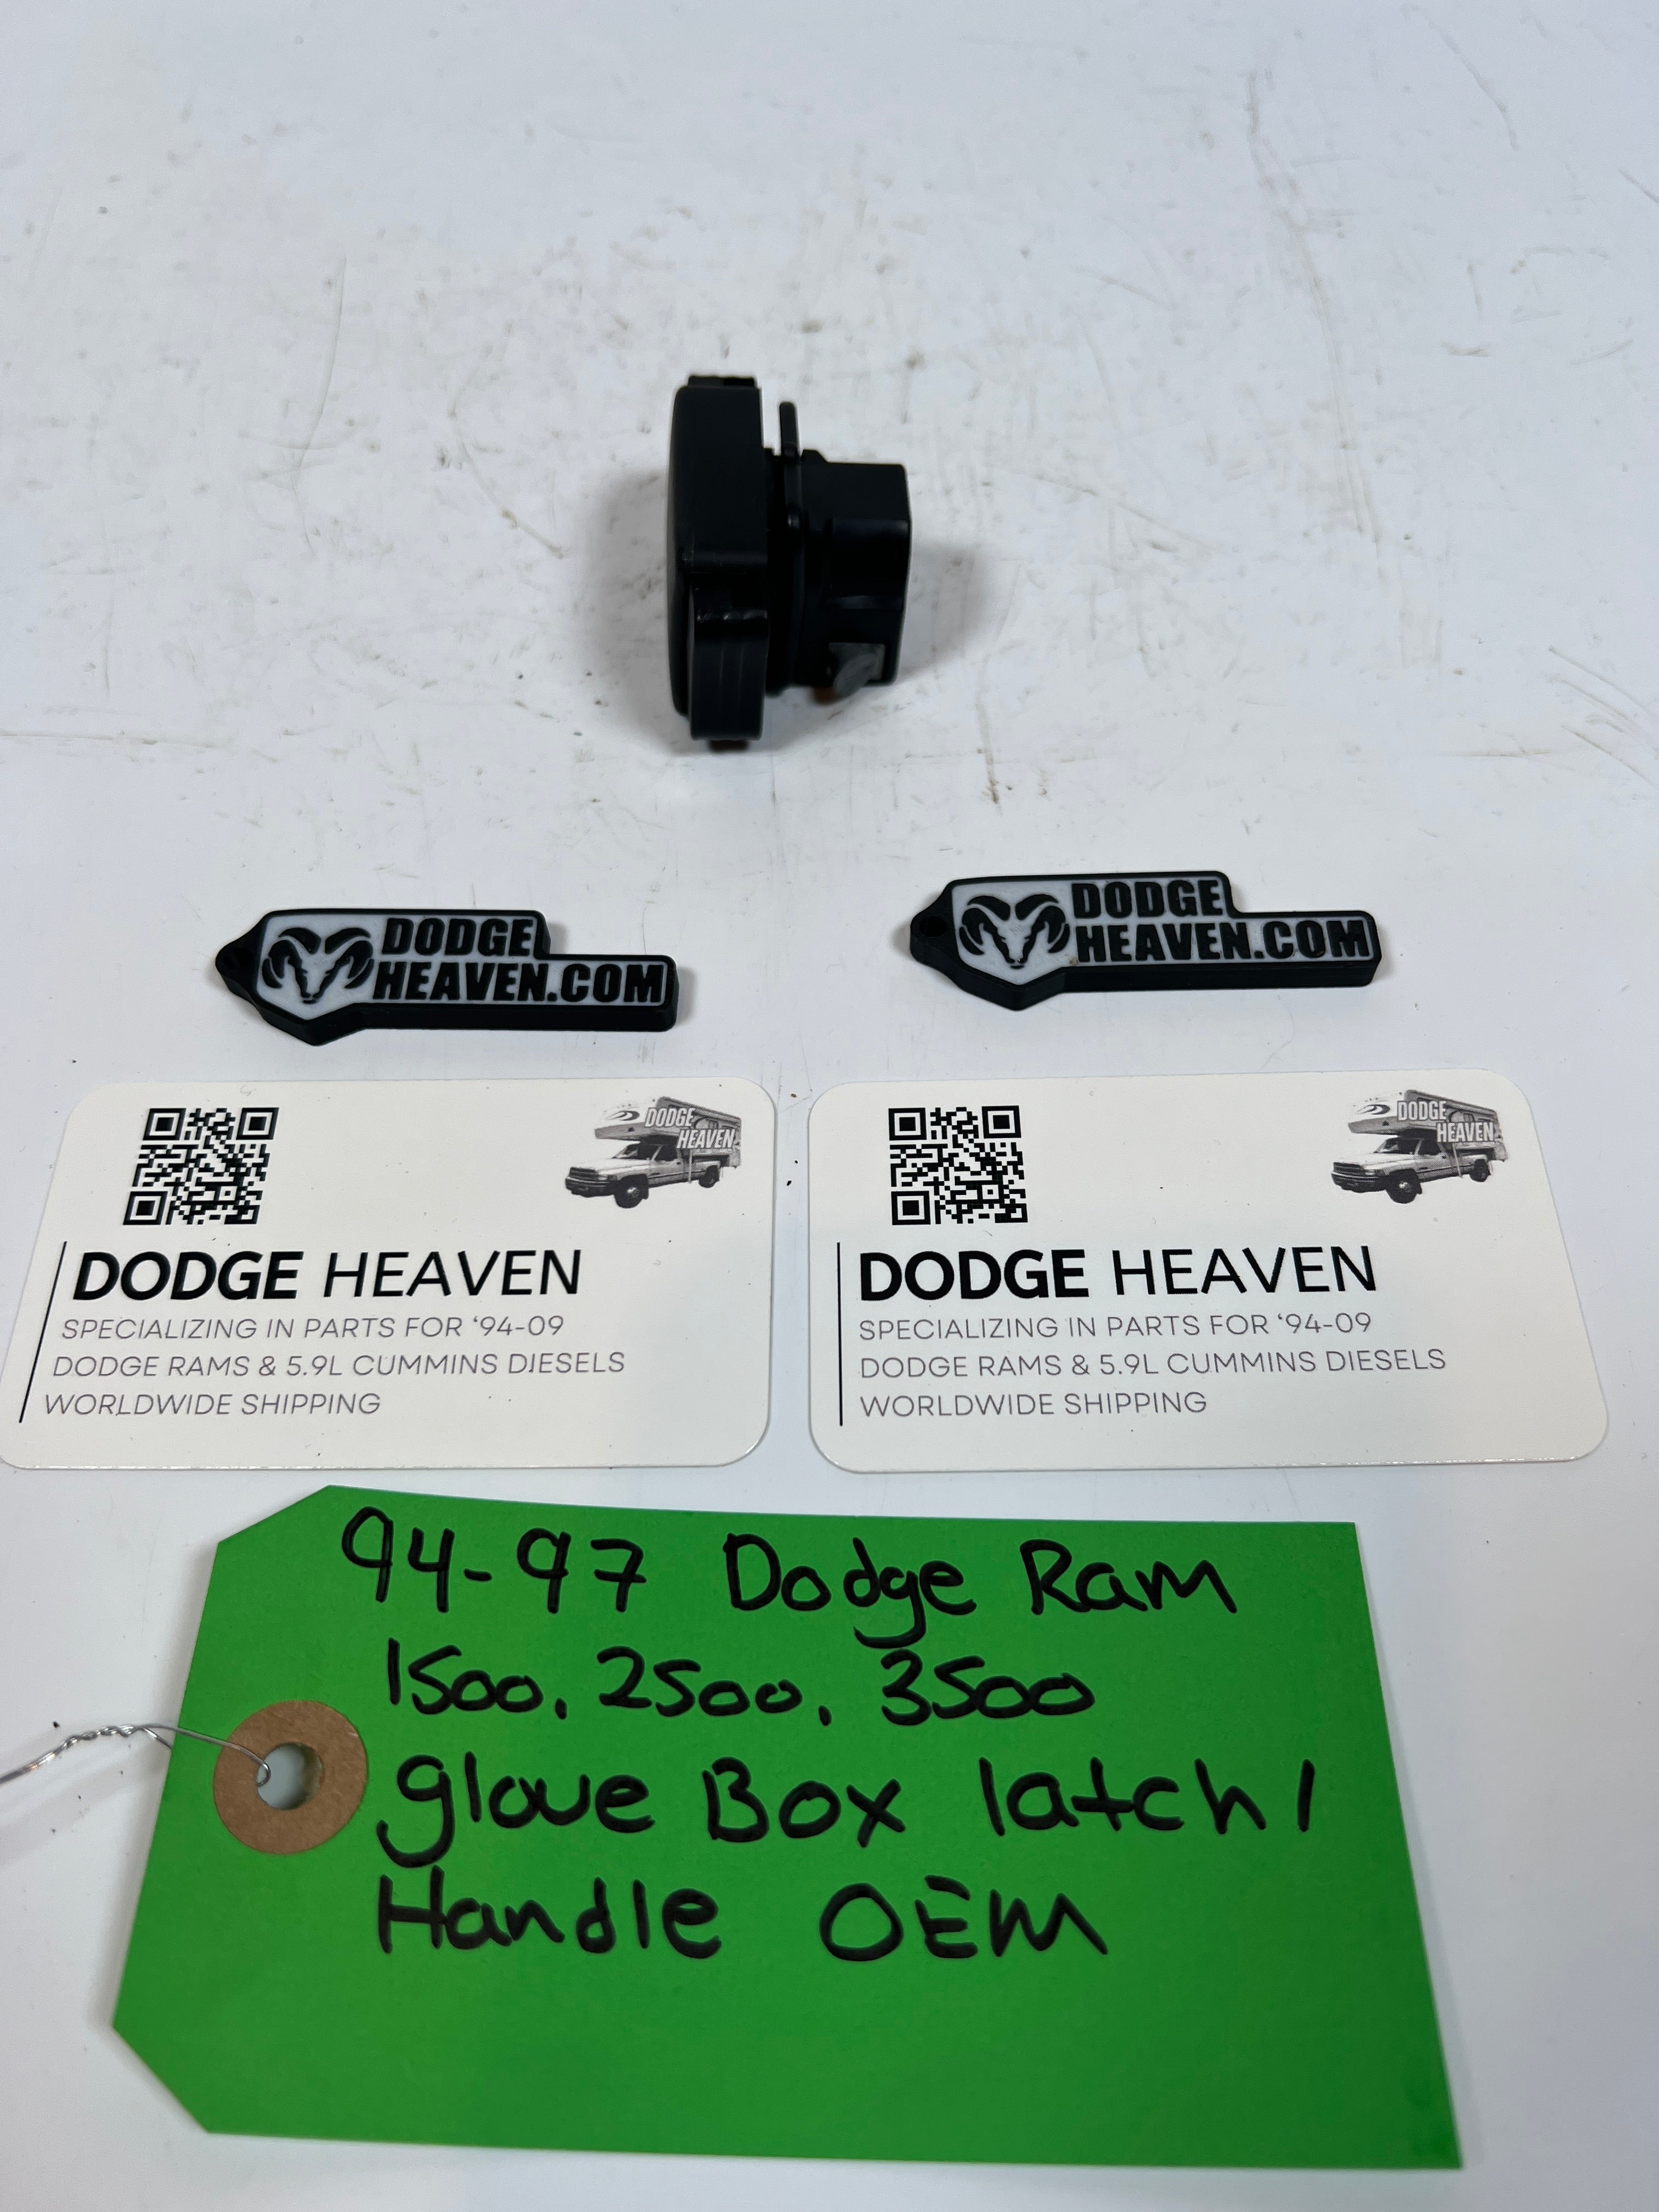 DODGE
HEAVEN.COM
DODGE
HEAVEN.COM
DODGE
HEAVEN
DODGE HEAVEN
SPECIALIZING IN PARTS FOR ‘94-09
DODGE RAMS & 5.9L CUMMINS DIESELS
WORLDWIDE SHIPPING
DODGE
HEAVEN
DODGE HEAVEN
SPECIALIZING IN PARTS FOR ‘94-09
DODGE RAMS & 5.9L CUMMINS DIESELS
WORLDWIDE SHIPPING
94-97 Dodge Ram
1500, 2500, 3500
glove Box latch/
Handle OEM